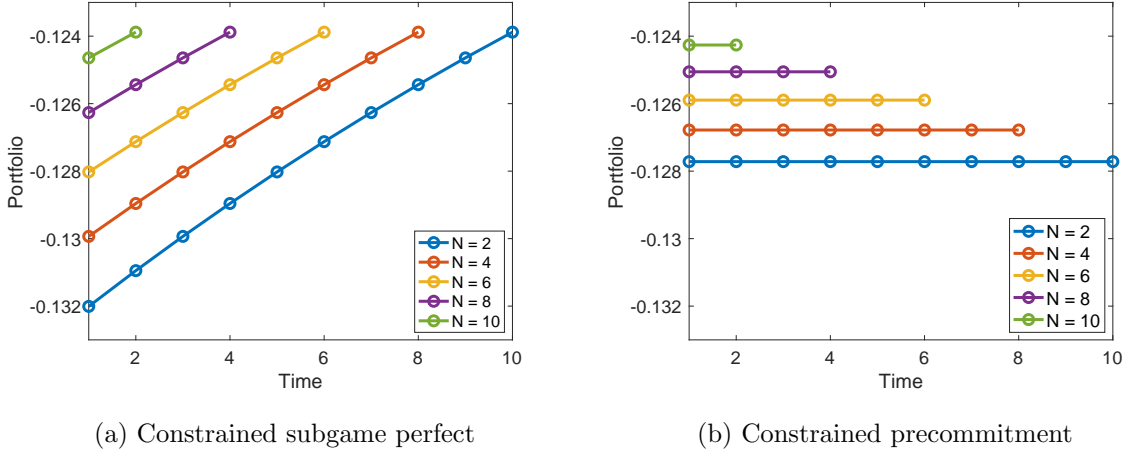 -0.124
-0.126
-0.128
-0.13
-0.132
Portfolio
2
4
6
8
10
Time
N = 2
N = 4
N = 6
N = 8
N = 10
(a) Constrained subgame perfect
-0.124
-0.126
-0.128
-0.13
-0.132
Portfolio
2
4
6
8
10
Time
N = 2
N = 4
N = 6
N = 8
N = 10
(b) Constrained precommitment